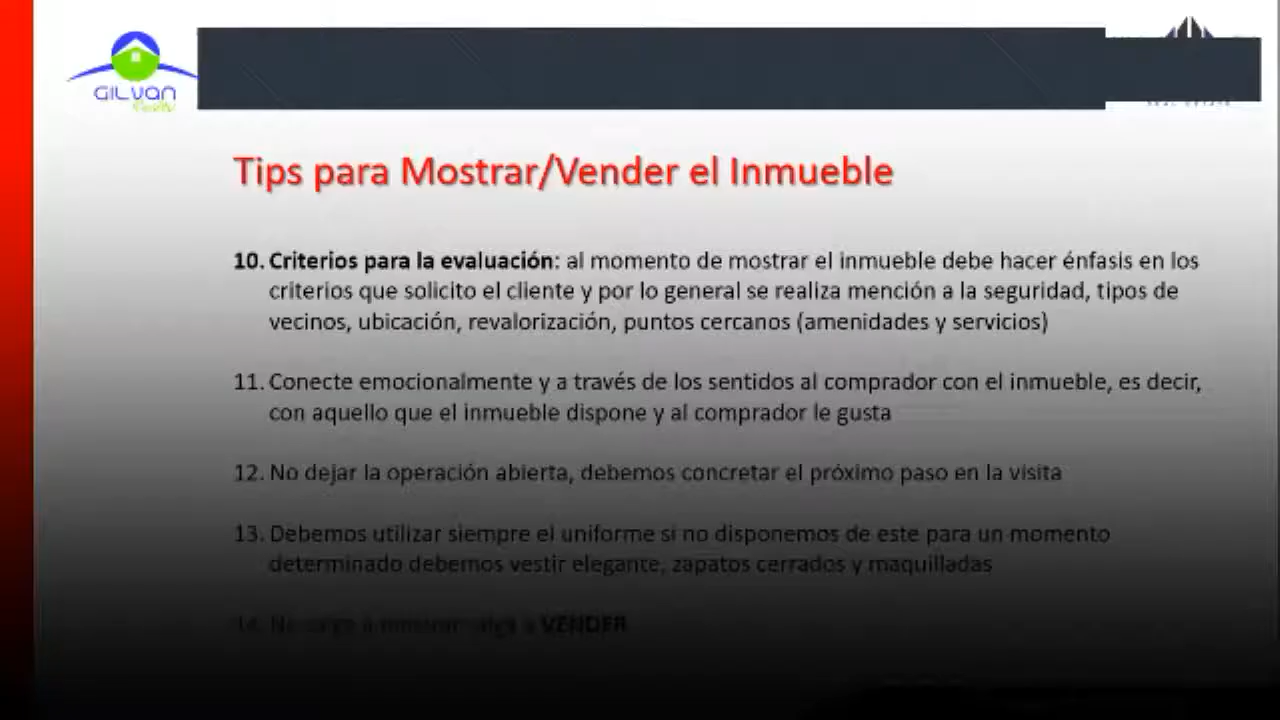 GILVan
Tips para Mostrar/Vender el Inmueble
10. Criterios para la evaluación: al momento de mostrar el inmueble debe hacer énfasis en los
criterios que solicito el cliente y por lo general se realiza mención a la seguridad, tipos de
vecinos, ubicación, revalorización, puntos cercanos (amenidades y servicios)
11. Conecte emocionalmente y a través de los sentidos al comprador con el inmueble, es decir,
con aquello que el inmueble dispone y al comprador le gusta
12. No dejar la operación abierta, debemos concretar el próximo paso en la visita
13. Debemos utilizar siempre el uniforme si no disponemos de este para un momento
determinado debemos vestir elegante, zapatos cerrados y maquilladas
14. No salga a mostrar salga a VENDER